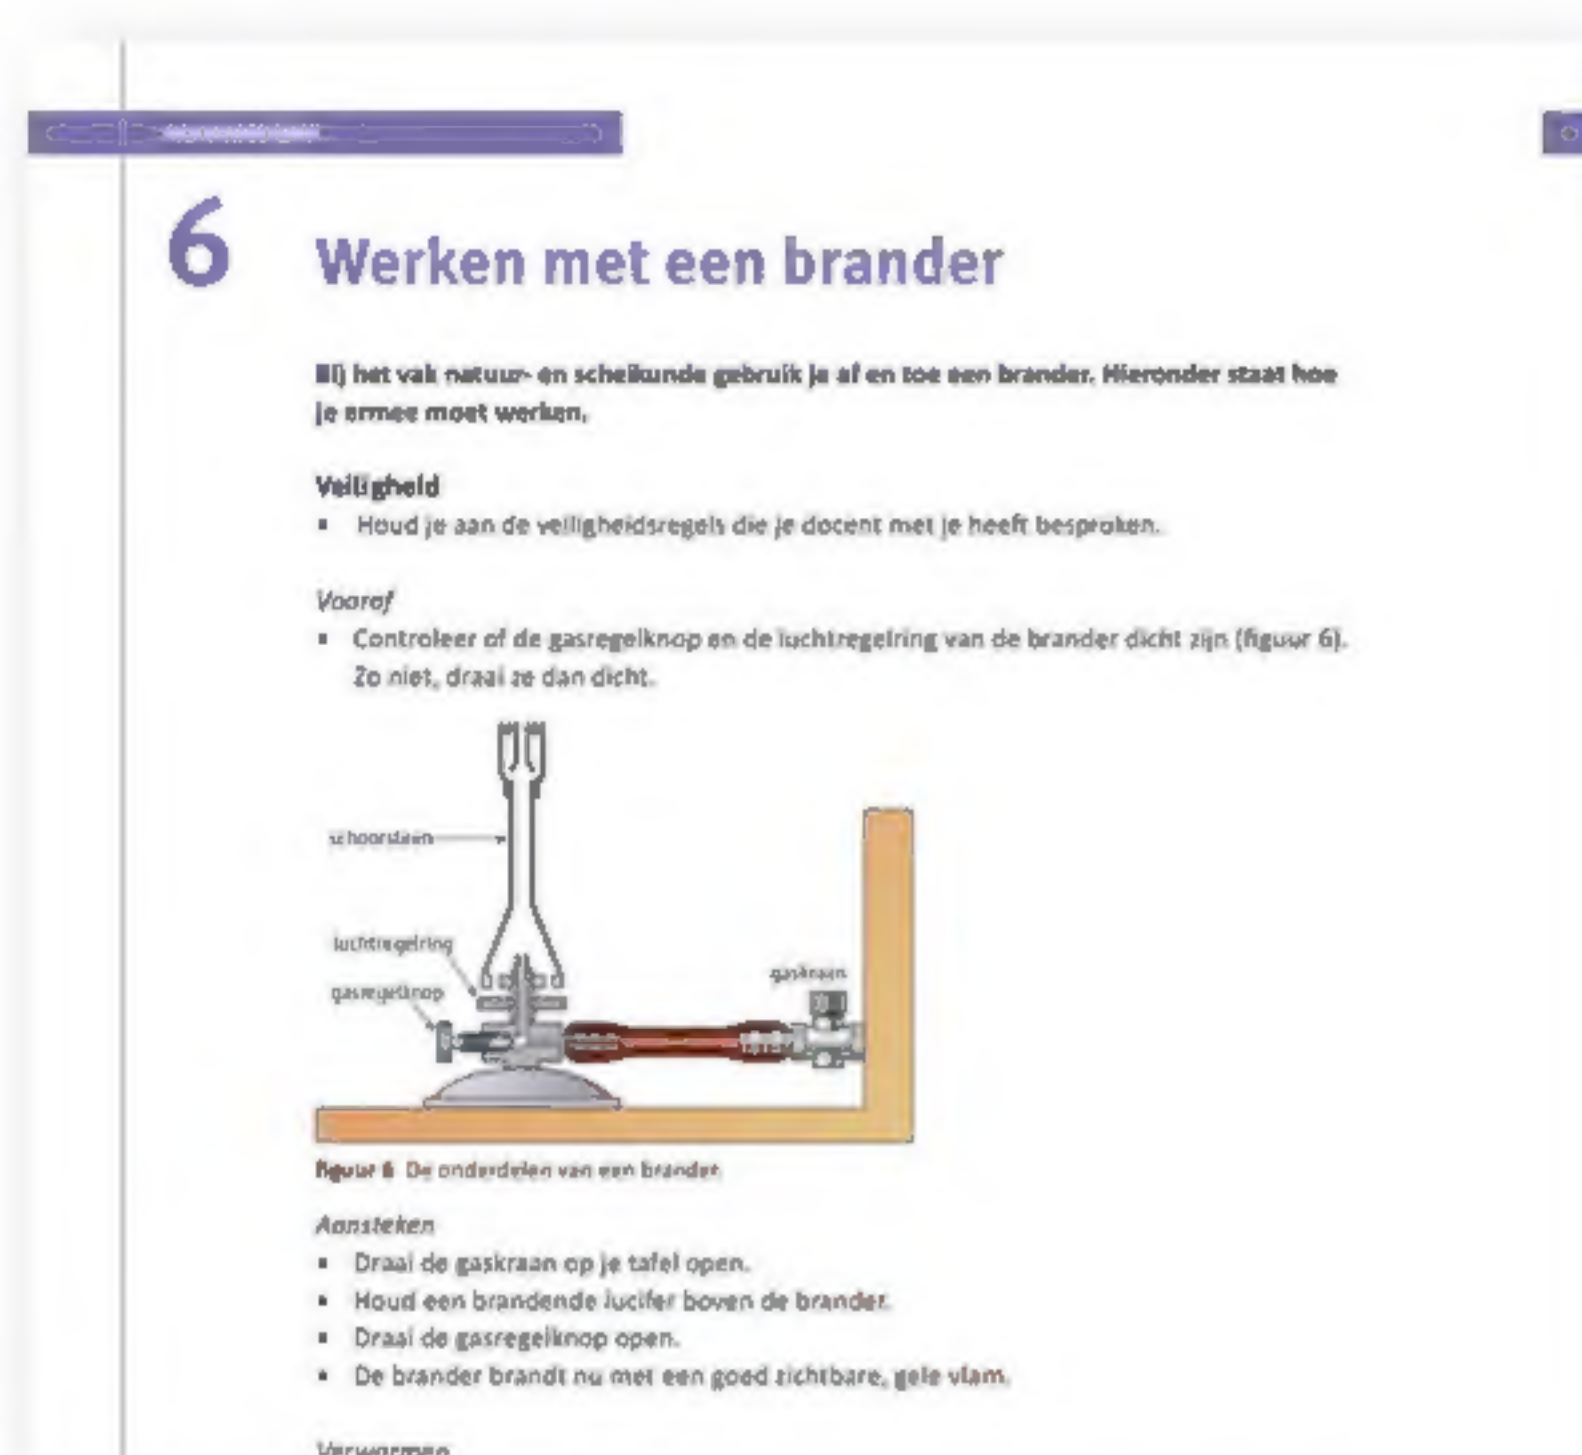 6
Werken met een brander
Bij het vak natuur- en scheikunde gebruik je af en toe een brander. Hieronder staat hoe
je ermee moet werken.
Veiligheid
▪ Houd je aan de veiligheidsregels die je docent met je heeft besproken.
Vooraf
▪ Controleer of de gasregelknop en de luchtregelring van de brander dicht zijn (figuur 6).
Zo niet, draai ze dan dicht.
schoorsteen
luchtregelring
gasregelknop
gaskraan
figuur 6 De onderdelen van een brander.
Aansteken
▪ Draai de gaskraan op je tafel open.
▪ Houd een brandende lucifer boven de brander.
▪ Draai de gasregelknop open.
▪ De brander brandt nu met een goed zichtbare, gele vlam.
Verwarmen